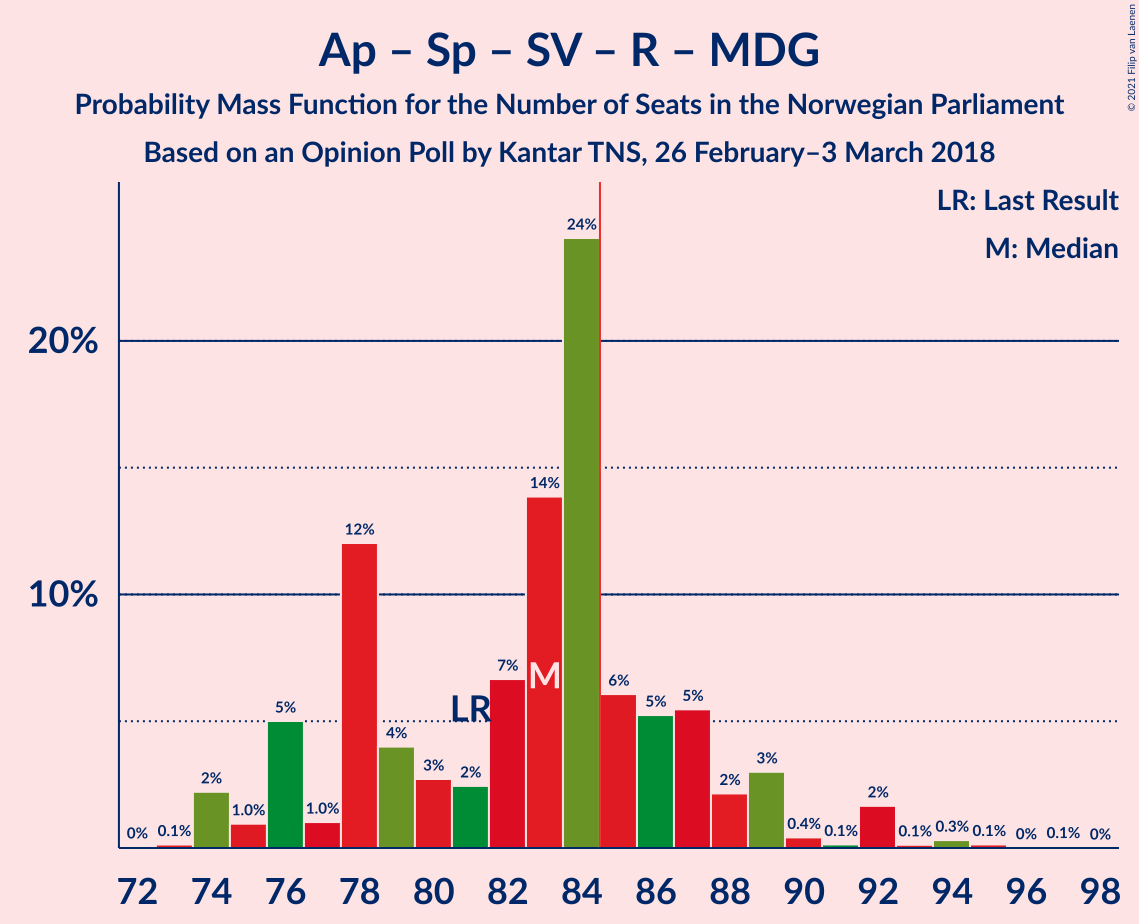 Ap – Sp – SV – R – MDG
Probability Mass Function for the Number of Seats in the Norwegian Parliament
Based on an Opinion Poll by Kantar TNS, 26 February–3 March 2018
© 2021 Filip van Laenen
LR: Last Result
M: Median
20%
10%
0% 0.1% 2% 1.0% 5% 1.0% 12% 4% 3% 2% 7% 14% 24% 6% 5% 5% 2% 3% 0.4% 0.1% 2% 0.1% 0.3% 0.1% 0% 0.1% 0%
LR
M
72 74 76 78 80 82 84 86 88 90 92 94 96 98